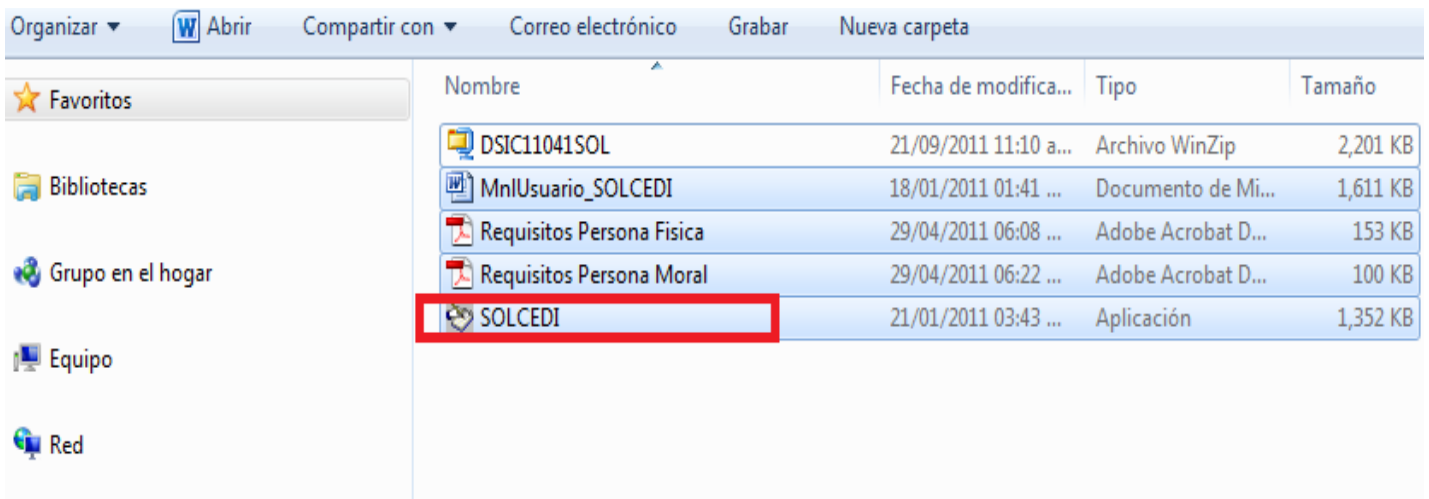 Organizar Abrir Compartir con Correo electrónico Grabar Nueva carpeta
Favoritos
Bibliotecas
Grupo en el hogar
Equipo
Red
Nombre Fecha de modifica... Tipo Tamaño
DSIC11041SOL 21/09/2011 11:10 a... Archivo WinZip 2,201 KB
MnlUsuario_SOLCEDI 18/01/2011 01:41 ... Documento de Mi... 1,611 KB
Requisitos Persona Fisica 29/04/2011 06:08 ... Adobe Acrobat D... 153 KB
Requisitos Persona Moral 29/04/2011 06:22 ... Adobe Acrobat D... 100 KB
SOLCEDI 21/01/2011 03:43 ... Aplicación 1,352 KB